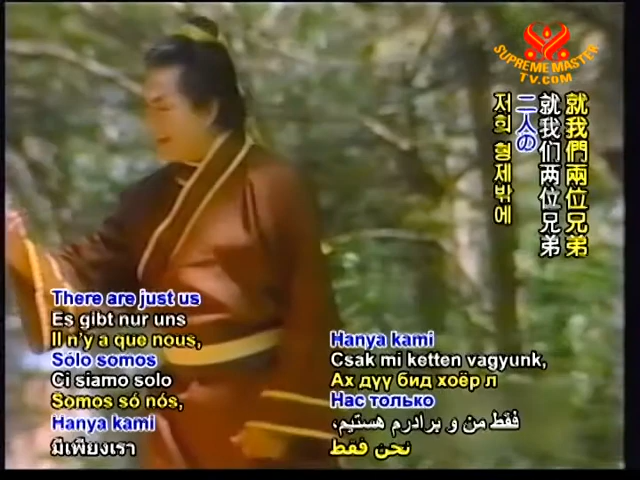 SUPREME MASTER
TV.COM
就我們兩位兄弟
就我们两位兄弟
二人の
저희 형제밖에
There are just us
Es gibt nur uns
Il n'y a que nous,
Sólo somos
Ci siamo solo
Somos só nós,
Hanya kami
มีเพียงเรา
Hanya kami
Csak mi ketten vagyunk,
Ах дүү бид хоёр л
Нас только
فقط من و برادرم هستیم،
نحن فقط